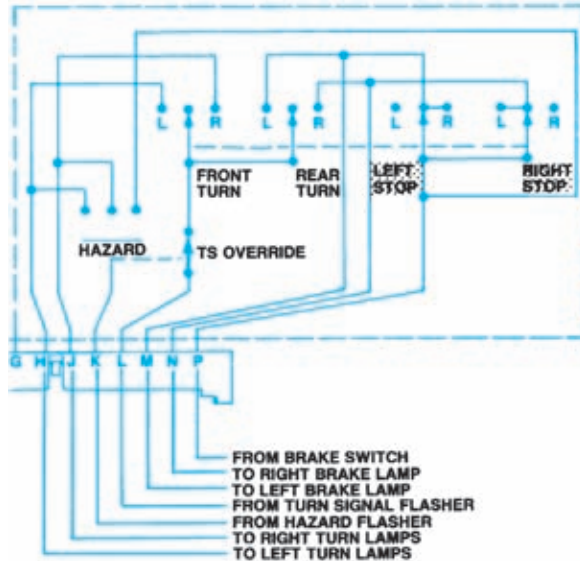 L R L R L R L R
FRONT TURN
REAR TURN
LEFT STOP
RIGHT STOP
HAZARD
TS OVERRIDE
G H J K L M N P
FROM BRAKE SWITCH
TO RIGHT BRAKE LAMP
TO LEFT BRAKE LAMP
FROM TURN SIGNAL FLASHER
FROM HAZARD FLASHER
TO RIGHT TURN LAMPS
TO LEFT TURN LAMPS